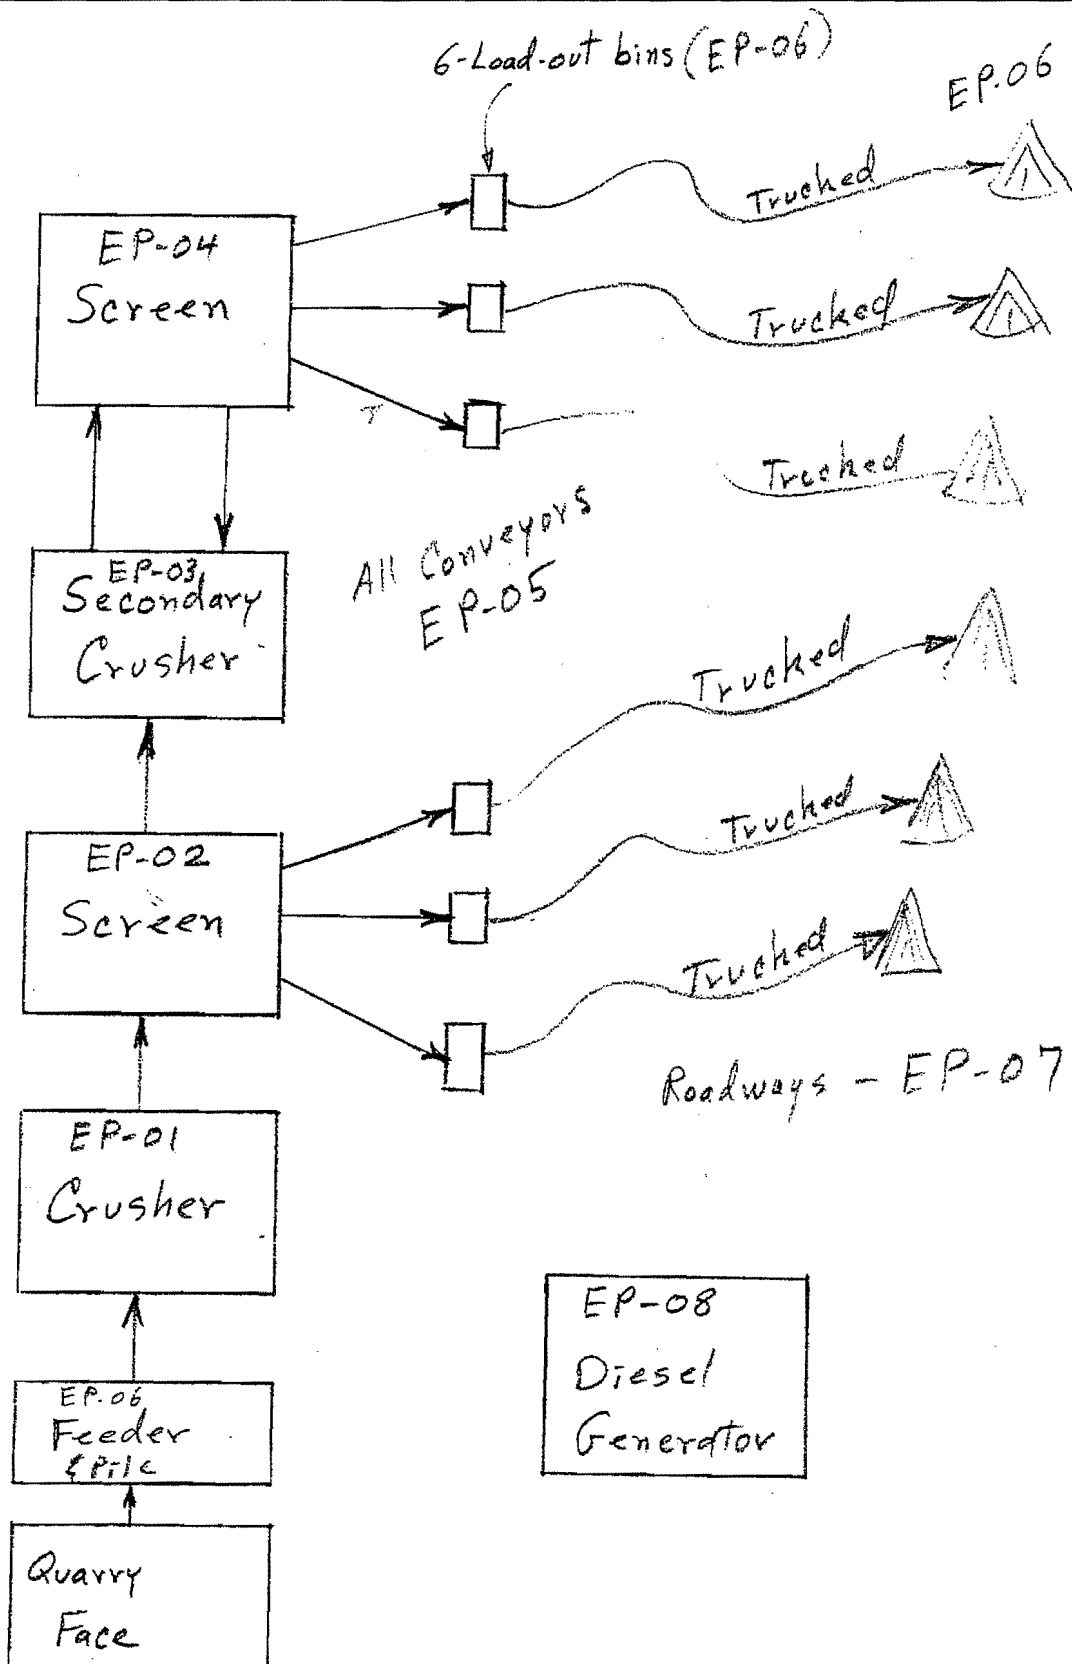 6-Load-out bins (EP-06)
EP-06
Trucked
EP-04
Screen
Trucked
Trucked
All Conveyors
EP-05
EP-03
Secondary
Crusher
Trucked
Trucked
EP-02
Screen
Trucked
Roadways - EP-07
EP-01
Crusher
EP-08
Diesel
Generator
EP-06
Feeder
& Pile
Quarry
Face